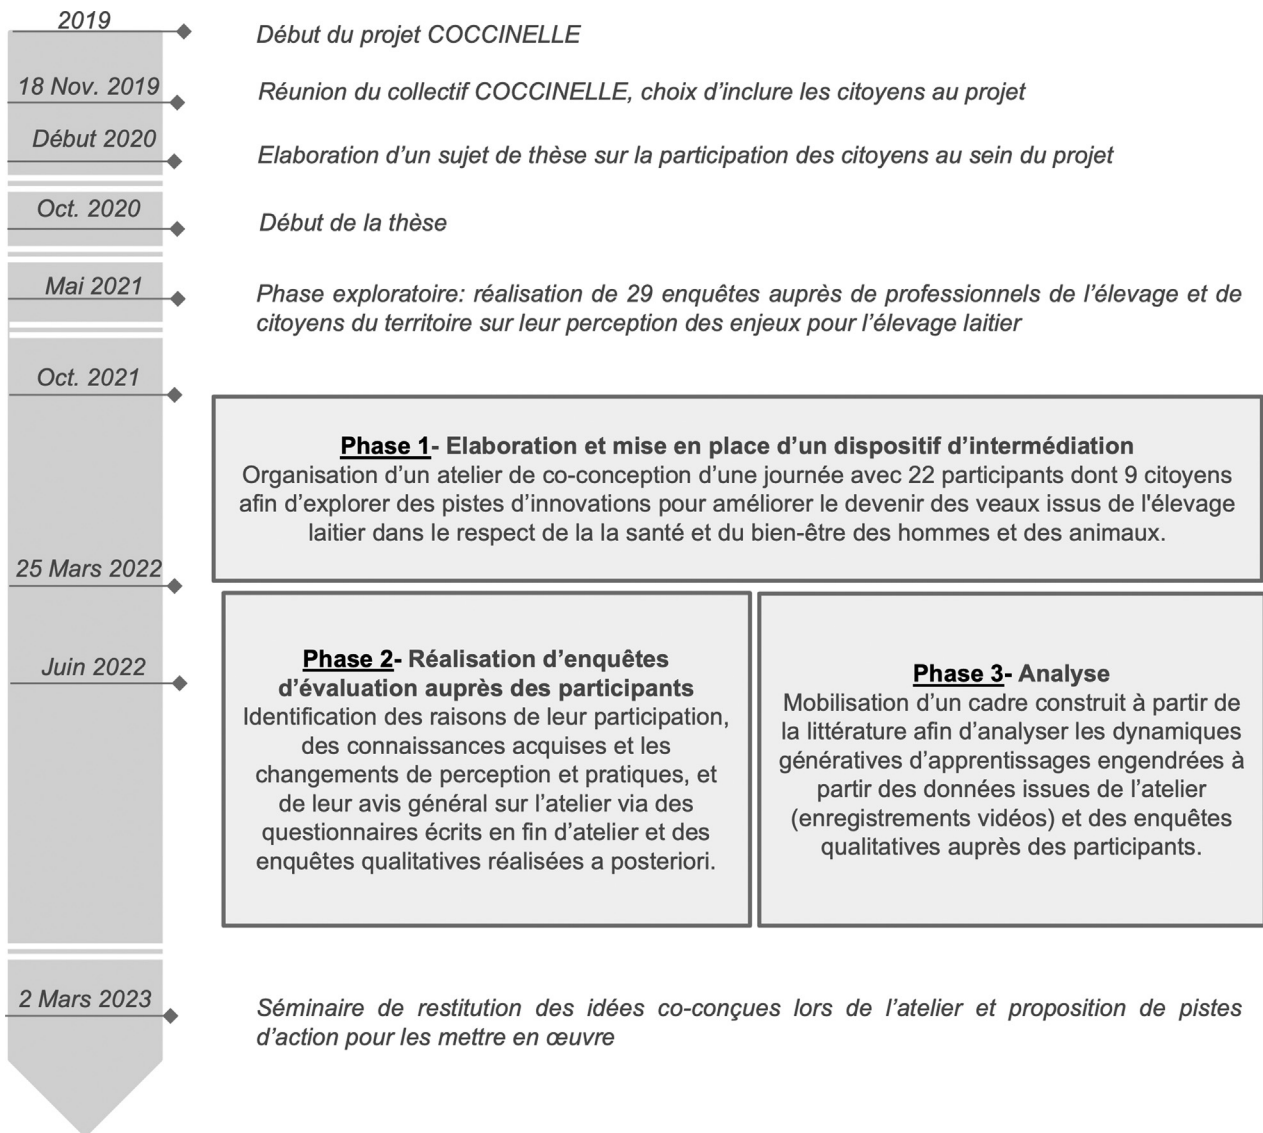 2019
Début du projet COCCINELLE
18 Nov. 2019
Réunion du collectif COCCINELLE, choix d'inclure les citoyens au projet
Début 2020
Elaboration d'un sujet de thèse sur la participation des citoyens au sein du projet
Oct. 2020
Début de la thèse
Mai 2021
Phase exploratoire: réalisation de 29 enquêtes auprès de professionnels de l'élevage et de
citoyens du territoire sur leur perception des enjeux pour l'élevage laitier
Oct. 2021
Phase 1- Elaboration et mise en place d'un dispositif d'intermédiation
Organisation d'un atelier de co-conception d'une journée avec 22 participants dont 9 citoyens
afin d'explorer des pistes d'innovations pour améliorer le devenir des veaux issus de l'élevage
laitier dans le respect de la la santé et du bien-être des hommes et des animaux.
25 Mars 2022
Juin 2022
Phase 2- Réalisation d'enquêtes
d'évaluation auprès des participants
Identification des raisons de leur participation,
des connaissances acquises et les
changements de perception et pratiques, et
de leur avis général sur l'atelier via des
questionnaires écrits en fin d'atelier et des
enquêtes qualitatives réalisées a posteriori.
Phase 3- Analyse
Mobilisation d'un cadre construit à partir de
la littérature afin d'analyser les dynamiques
génératives d'apprentissages engendrées à
partir des données issues de l'atelier
(enregistrements vidéos) et des enquêtes
qualitatives auprès des participants.
2 Mars 2023
Séminaire de restitution des idées co-conçues lors de l'atelier et proposition de pistes
d'action pour les mettre en œuvre